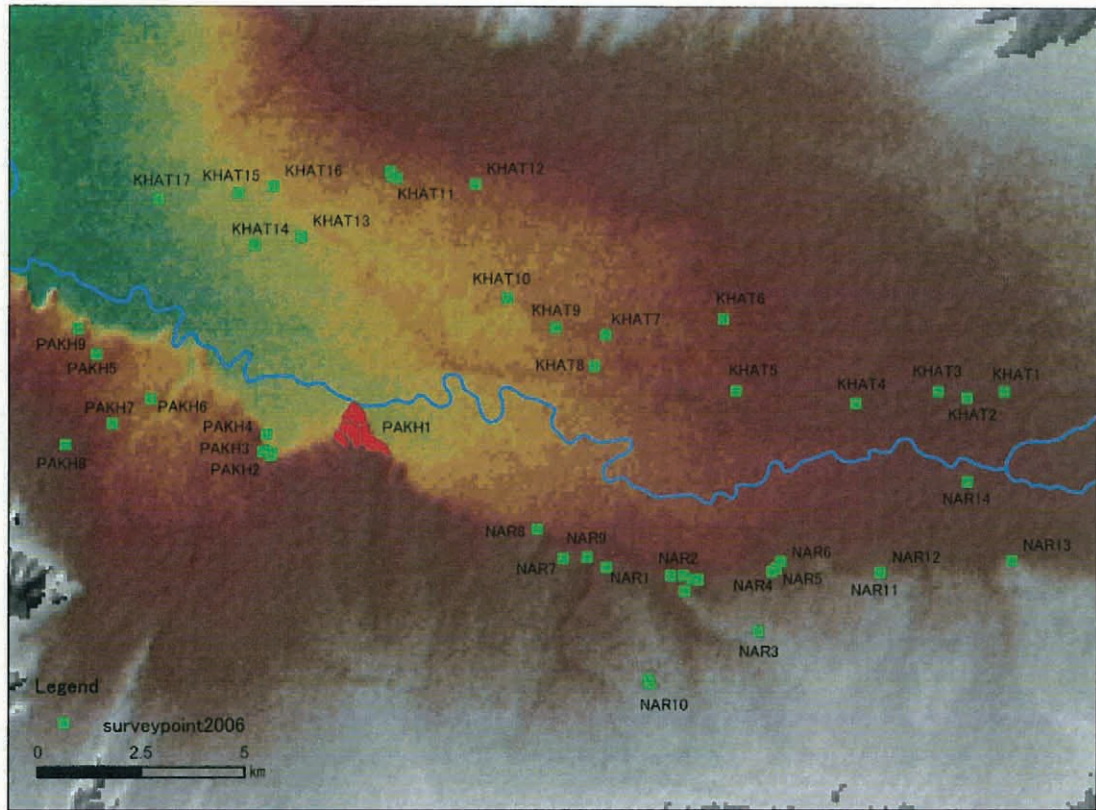 KHAT12
KHAT16
KHAT15
KHAT17
KHAT11
KHAT13
KHAT14
KHAT10
KHAT6
KHAT9
KHAT7
PAKH9
PAKH5
KHAT8
KHAT5
KHAT4
KHAT3
KHAT1
KHAT2
PAKH6
PAKH7
PAKH4
PAKH1
PAKH3
PAKH8
PAKH2
NAR14
NAR8
NAR9
NAR2
NAR6
NAR12
NAR13
NAR7
NAR1
NAR4
NAR5
NAR11
NAR3
Legend
NAR10
surveypoint2006
0 2.5 5
km